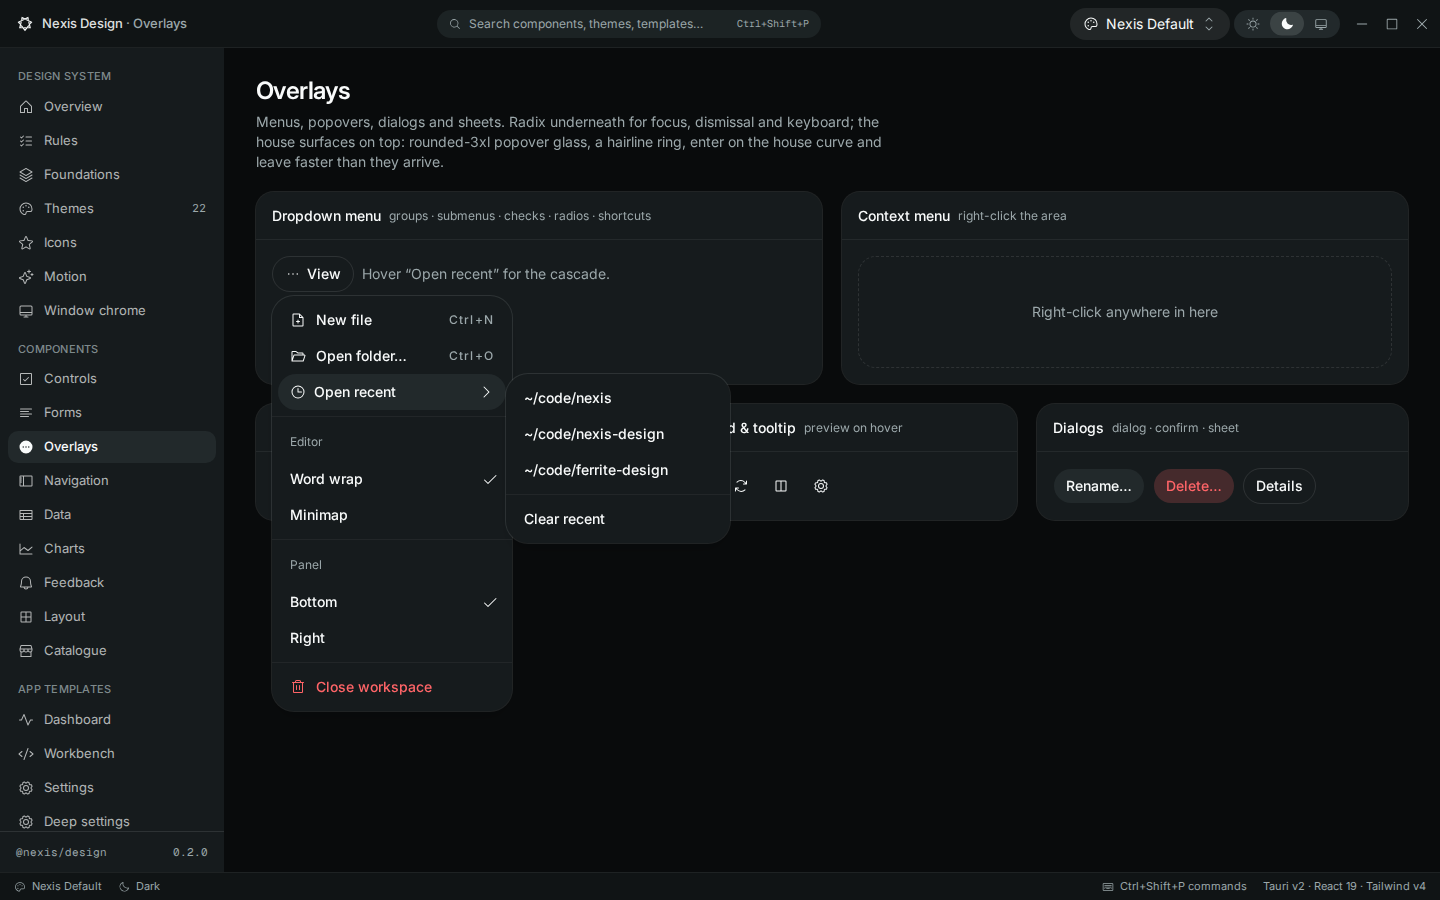 Nexis Design · Overlays
Search components, themes, templates...
Ctrl+Shift+P
Nexis Default
DESIGN SYSTEM
Overview
Rules
Foundations
Themes
22
Icons
Motion
Window chrome
COMPONENTS
Controls
Forms
Overlays
Navigation
Data
Charts
Feedback
Layout
Catalogue
APP TEMPLATES
Dashboard
Workbench
Settings
Deep settings
@nexis/design
0.2.0
Overlays
Menus, popovers, dialogs and sheets. Radix underneath for focus, dismissal and keyboard; the
house surfaces on top: rounded-3xl popover glass, a hairline ring, enter on the house curve and
leave faster than they arrive.
Dropdown menu groups · submenus · checks · radios · shortcuts
View
Hover “Open recent” for the cascade.
New file Ctrl+N
Open folder... Ctrl+O
Open recent
Editor
Word wrap
Minimap
Panel
Bottom
Right
Close workspace
~/code/nexis
~/code/nexis-design
~/code/ferrite-design
Clear recent
Context menu right-click the area
Right-click anywhere in here
d & tooltip preview on hover
Dialogs dialog · confirm · sheet
Rename...
Delete...
Details
Nexis Default
Dark
Ctrl+Shift+P commands
Tauri v2 · React 19 · Tailwind v4